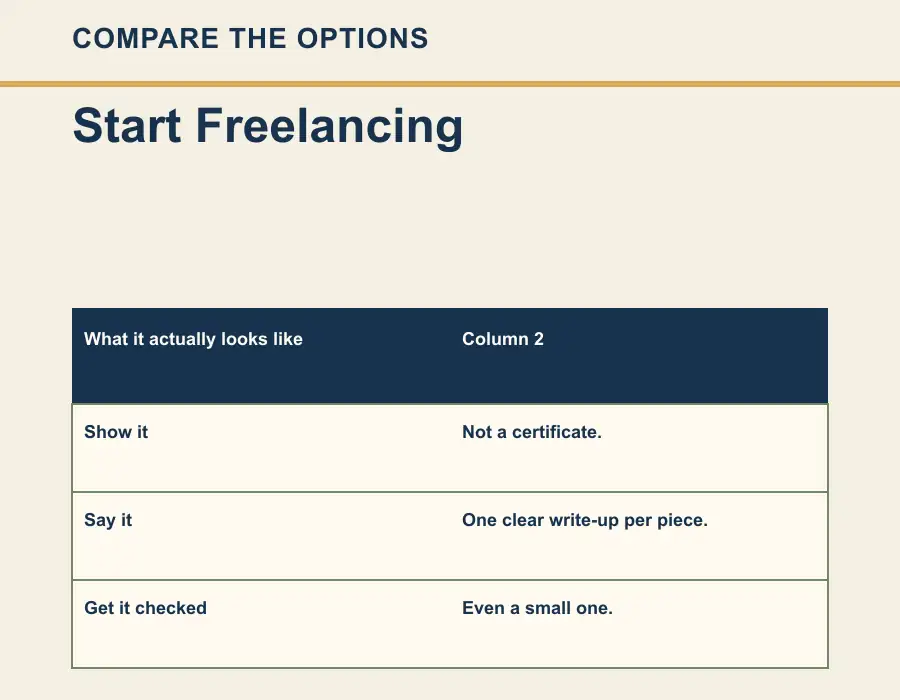 COMPARE THE OPTIONS
Start Freelancing
What it actually looks like Column 2
Show it Not a certificate.
Say it One clear write-up per piece.
Get it checked Even a small one.